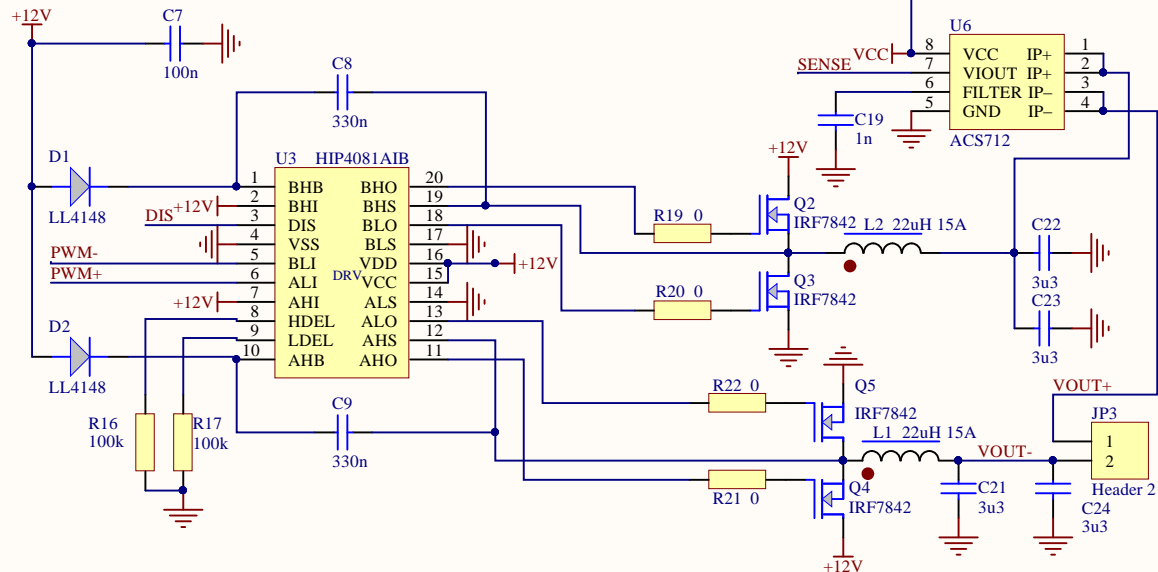 +12V
C7
100n
C8
330n
D1
LL4148
U3 HIP4081AIB
1 BHB BHO 20
+12V 2 BHI BHS 19
DIS 3 DIS BLO 18
4 VSS BLS 17
PWM- 5 BLI VDD 16 +12V
PWM+ 6 ALI DRV VCC 15
+12V 7 AHI ALS 14
8 HDEL ALO 13
9 LDEL AHS 12
10 AHB AHO 11
D2
LL4148
R16
100k
R17
100k
C9
330n
U6
VCC 8 VCC IP+ 1
SENSE 7 VIOUT IP+ 2
6 FILTER IP− 3
5 GND IP− 4
ACS712
C19
1n
+12V
Q2
IRF7842
R19 0
L2 22uH 15A
Q3
IRF7842
R20 0
C22
3u3
C23
3u3
R22 0
Q5
IRF7842
L1 22uH 15A
R21 0
Q4
IRF7842
+12V
VOUT+
VOUT-
JP3
1
2
Header 2
C21
3u3
C24
3u3